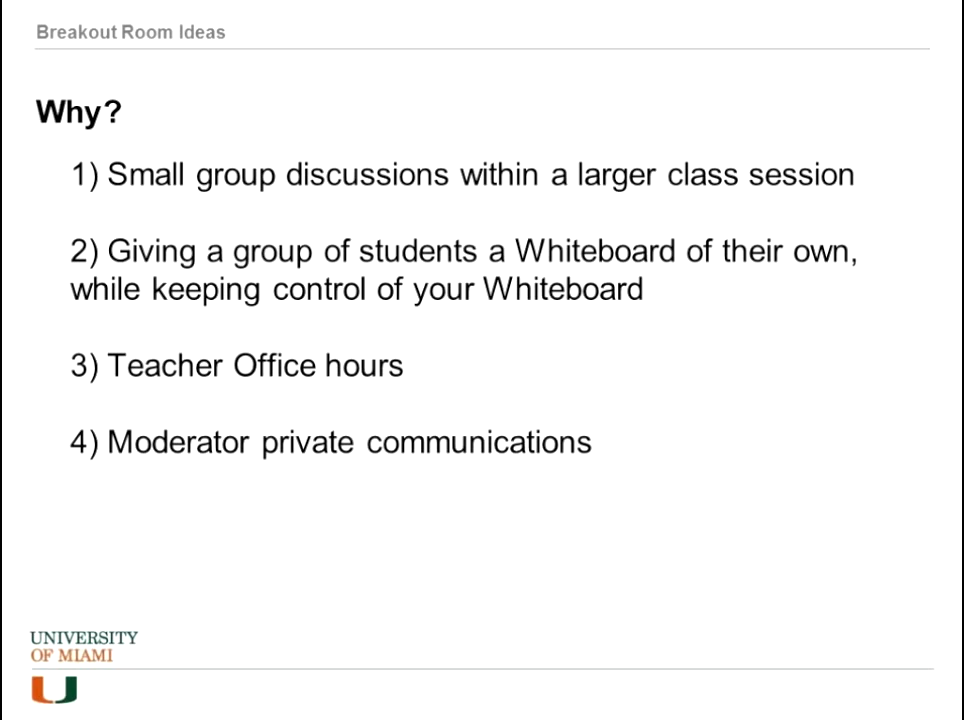 Breakout Room Ideas
Why?
1) Small group discussions within a larger class session
2) Giving a group of students a Whiteboard of their own,
while keeping control of your Whiteboard
3) Teacher Office hours
4) Moderator private communications
UNIVERSITY
OF MIAMI
U